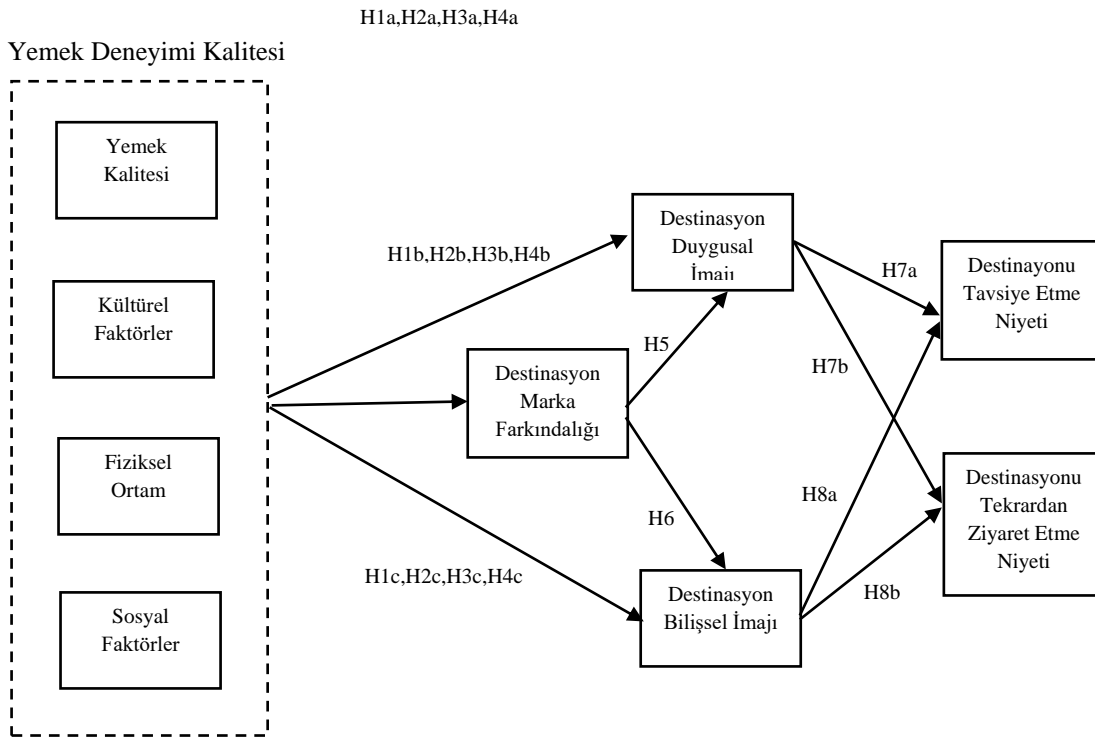 H1a,H2a,H3a,H4a
Yemek Deneyimi Kalitesi
Yemek
Kalitesi
Kültürel
Faktörler
Fiziksel
Ortam
Sosyal
Faktörler
H1b,H2b,H3b,H4b
H1c,H2c,H3c,H4c
Destinasyon
Marka
Farkındalığı
H5
H6
Destinasyon
Duygusal
İmajı
Destinasyon
Bilişsel İmajı
H7a
H7b
H8a
H8b
Destinayonu
Tavsiye Etme
Niyeti
Destinasyonu
Tekrardan
Ziyaret Etme
Niyeti